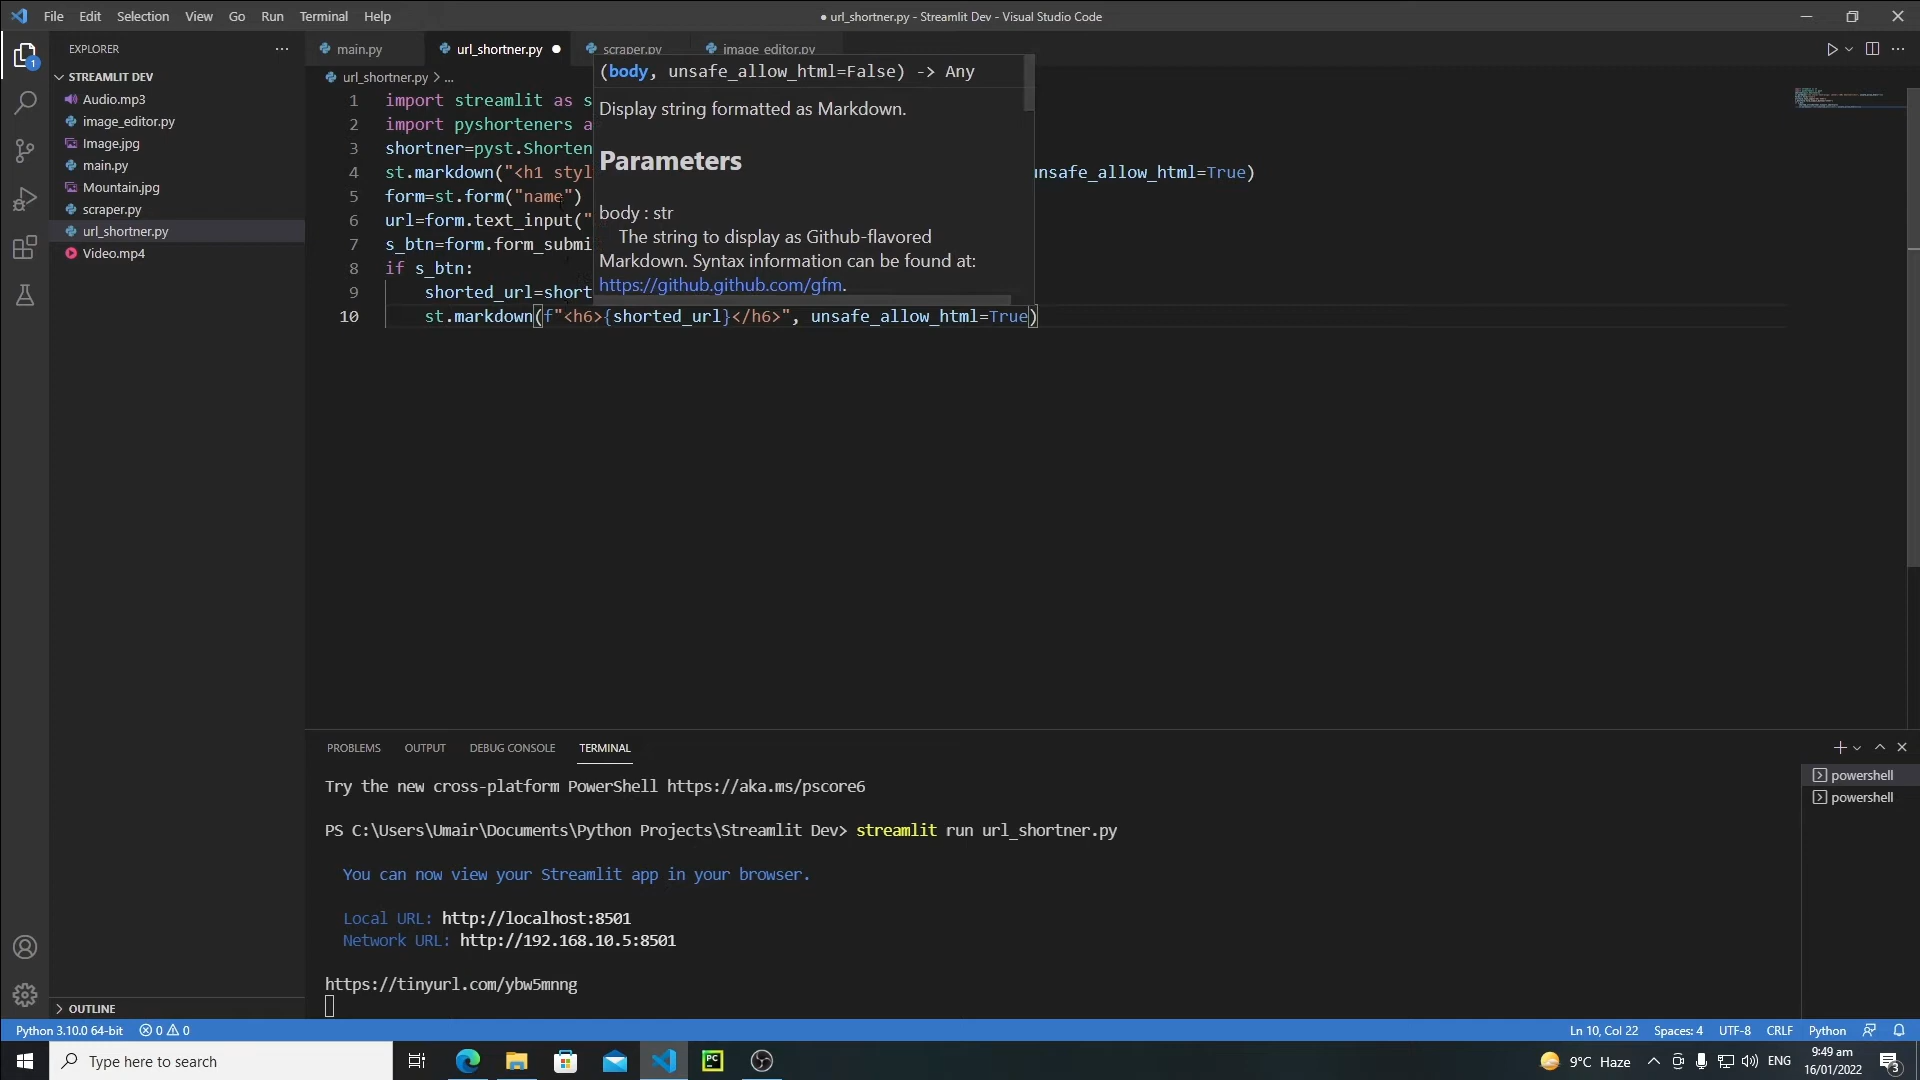 File Edit Selection View Go Run Terminal Help
● url_shortner.py - Streamlit Dev - Visual Studio Code
EXPLORER
STREAMLIT DEV
Audio.mp3
image_editor.py
Image.jpg
main.py
Mountain.jpg
scraper.py
url_shortner.py
Video.mp4
OUTLINE
1
main.py url_shortner.py scraper.py image_editor.py
url_shortner.py > ...
1 import streamlit as s
2 import pyshorteners a
3 shortner=pyst.Shorten
4 st.markdown("<h1 styl unsafe_allow_html=True)
5 form=st.form("name")
6 url=form.text_input("
7 s_btn=form.form_submi
8 if s_btn:
9 shorted_url=short
10 st.markdown(f"<h6>{shorted_url}</h6>", unsafe_allow_html=True)
(body, unsafe_allow_html=False) -> Any
Display string formatted as Markdown.
Parameters
body : str
The string to display as Github-flavored
Markdown. Syntax information can be found at:
https://github.github.com/gfm.
PROBLEMS OUTPUT DEBUG CONSOLE TERMINAL
Try the new cross-platform PowerShell https://aka.ms/pscore6
PS C:\Users\Umair\Documents\Python Projects\Streamlit Dev> streamlit run url_shortner.py
You can now view your Streamlit app in your browser.
Local URL: http://localhost:8501
Network URL: http://192.168.10.5:8501
https://tinyurl.com/ybw5mnng
powershell
powershell
Python 3.10.0 64-bit 0 0
Ln 10, Col 22 Spaces: 4 UTF-8 CRLF Python
Type here to search
PC
9°C Haze
ENG
9:49 am
16/01/2022
3